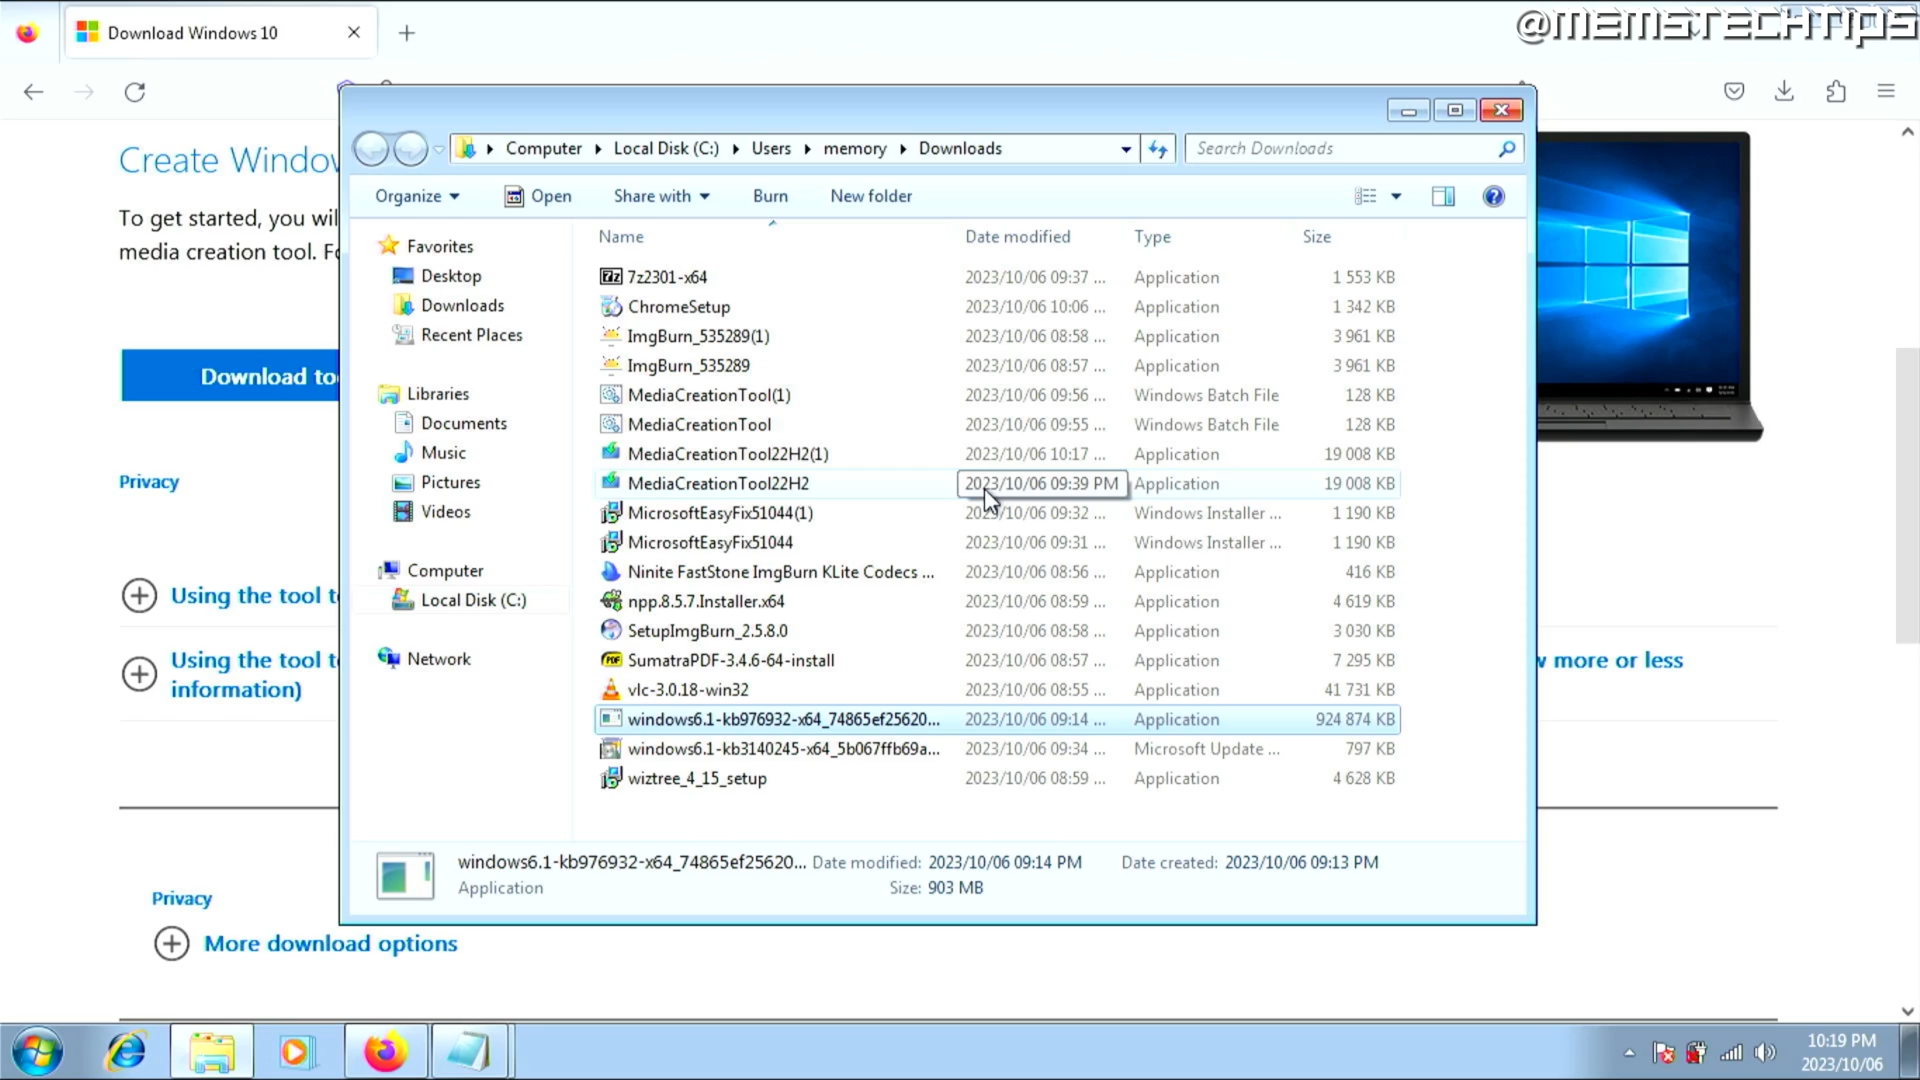 Download Windows 10
@MEMSTECHTIPS
Create Window
To get started, you wil
media creation tool. Fo
Download too
Privacy
Using the tool t
Using the tool t
information)
w more or less
Privacy
More download options
Computer Local Disk (C:) Users memory Downloads
Search Downloads
Organize Open Share with Burn New folder
Favorites
Desktop
Downloads
Recent Places
Libraries
Documents
Music
Pictures
Videos
Computer
Local Disk (C:)
Network
Name Date modified Type Size
7z 7z2301-x64 2023/10/06 09:37 ... Application 1 553 KB
ChromeSetup 2023/10/06 10:06 ... Application 1 342 KB
ImgBurn_535289(1) 2023/10/06 08:58 ... Application 3 961 KB
ImgBurn_535289 2023/10/06 08:57 ... Application 3 961 KB
MediaCreationTool(1) 2023/10/06 09:56 ... Windows Batch File 128 KB
MediaCreationTool 2023/10/06 09:55 ... Windows Batch File 128 KB
MediaCreationTool22H2(1) 2023/10/06 10:17 ... Application 19 008 KB
MediaCreationTool22H2 2023/10/06 09:39 PM Application 19 008 KB
MicrosoftEasyFix51044(1) 2023/10/06 09:32 ... Windows Installer ... 1 190 KB
MicrosoftEasyFix51044 2023/10/06 09:31 ... Windows Installer ... 1 190 KB
Ninite FastStone ImgBurn KLite Codecs ... 2023/10/06 08:56 ... Application 416 KB
npp.8.5.7.Installer.x64 2023/10/06 08:59 ... Application 4 619 KB
SetupImgBurn_2.5.8.0 2023/10/06 08:58 ... Application 3 030 KB
PDF SumatraPDF-3.4.6-64-install 2023/10/06 08:57 ... Application 7 295 KB
vlc-3.0.18-win32 2023/10/06 08:55 ... Application 41 731 KB
windows6.1-kb976932-x64_74865ef25620... 2023/10/06 09:14 ... Application 924 874 KB
windows6.1-kb3140245-x64_5b067ffb69a... 2023/10/06 09:34 ... Microsoft Update ... 797 KB
wiztree_4_15_setup 2023/10/06 08:59 ... Application 4 628 KB
windows6.1-kb976932-x64_74865ef25620... Date modified: 2023/10/06 09:14 PM Date created: 2023/10/06 09:13 PM
Application Size: 903 MB
10:19 PM
2023/10/06